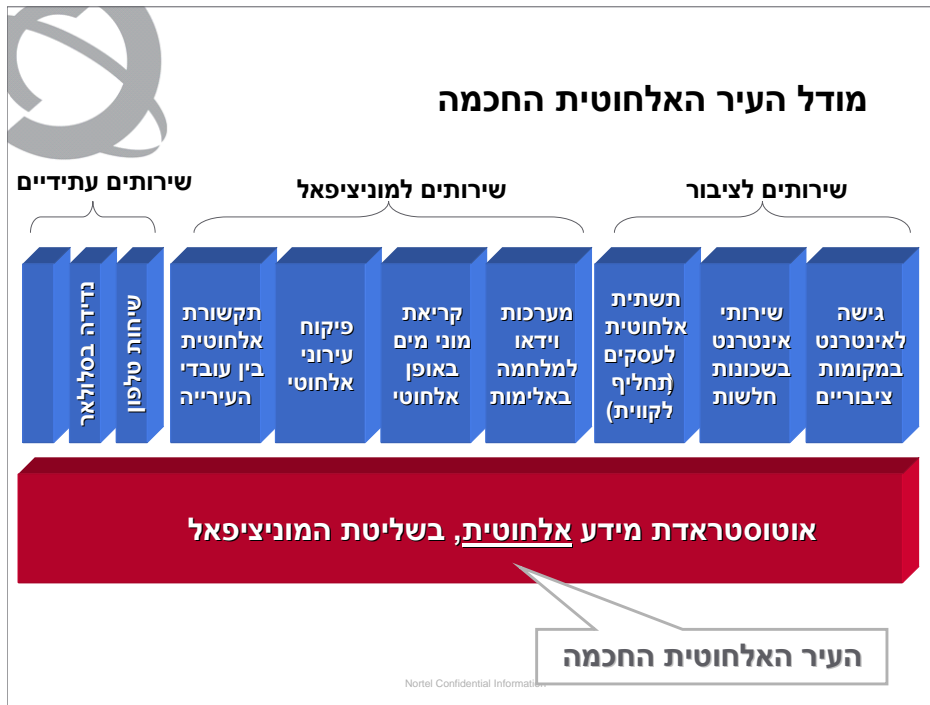 מודל העיר האלחוטית החכמה
שירותים לציבור
שירותים למוניציפאל
שירותים עתידיים
גישה
לאינטרנט
במקומות
ציבוריים
שירותי
אינטרנט
בשכונות
חלשות
תשתית
אלחוטית
לעסקים
(תחליף
לקווית)
מערכות
וידאו
למלחמה
באלימות
קריאת
מוני מים
באופן
אלחוטי
פיקוח
עירוני
אלחוטי
תקשורת
אלחוטית
בין עובדי
העירייה
שיחות טלפון
נדידה בסלולאר
אוטוסטראדת מידע אלחוטית, בשליטת המוניציפאל
העיר האלחוטית החכמה
Nortel Confidential Information